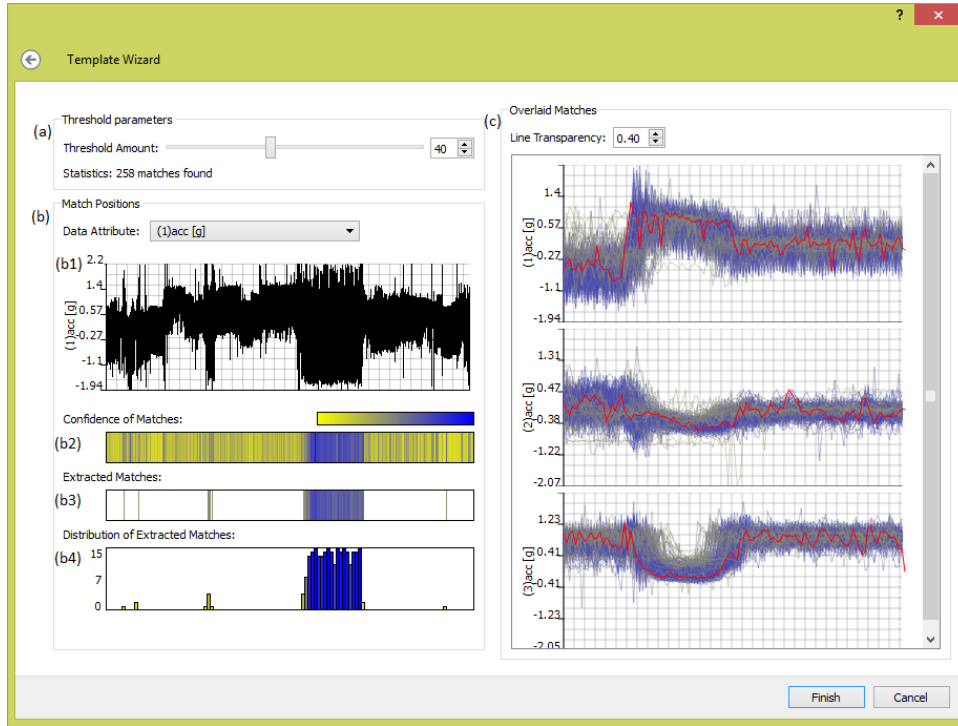 ?
Template Wizard
(a)
Threshold parameters
Threshold Amount:
40
Statistics: 258 matches found
(b)
Match Positions
Data Attribute:
(1)acc [g]
(b1)
2.2
1.4
0.57
-0.27
-1.1
-1.94
(1)acc [g]
Confidence of Matches:
(b2)
Extracted Matches:
(b3)
Distribution of Extracted Matches:
(b4)
15
7
0
(c)
Overlaid Matches
Line Transparency:
0.40
1.4
0.57
-0.27
-1.1
-1.94
(1)acc [g]
1.31
0.47
-0.38
-1.22
-2.07
(2)acc [g]
1.23
0.41
-0.41
-1.23
-2.05
(3)acc [g]
Finish
Cancel